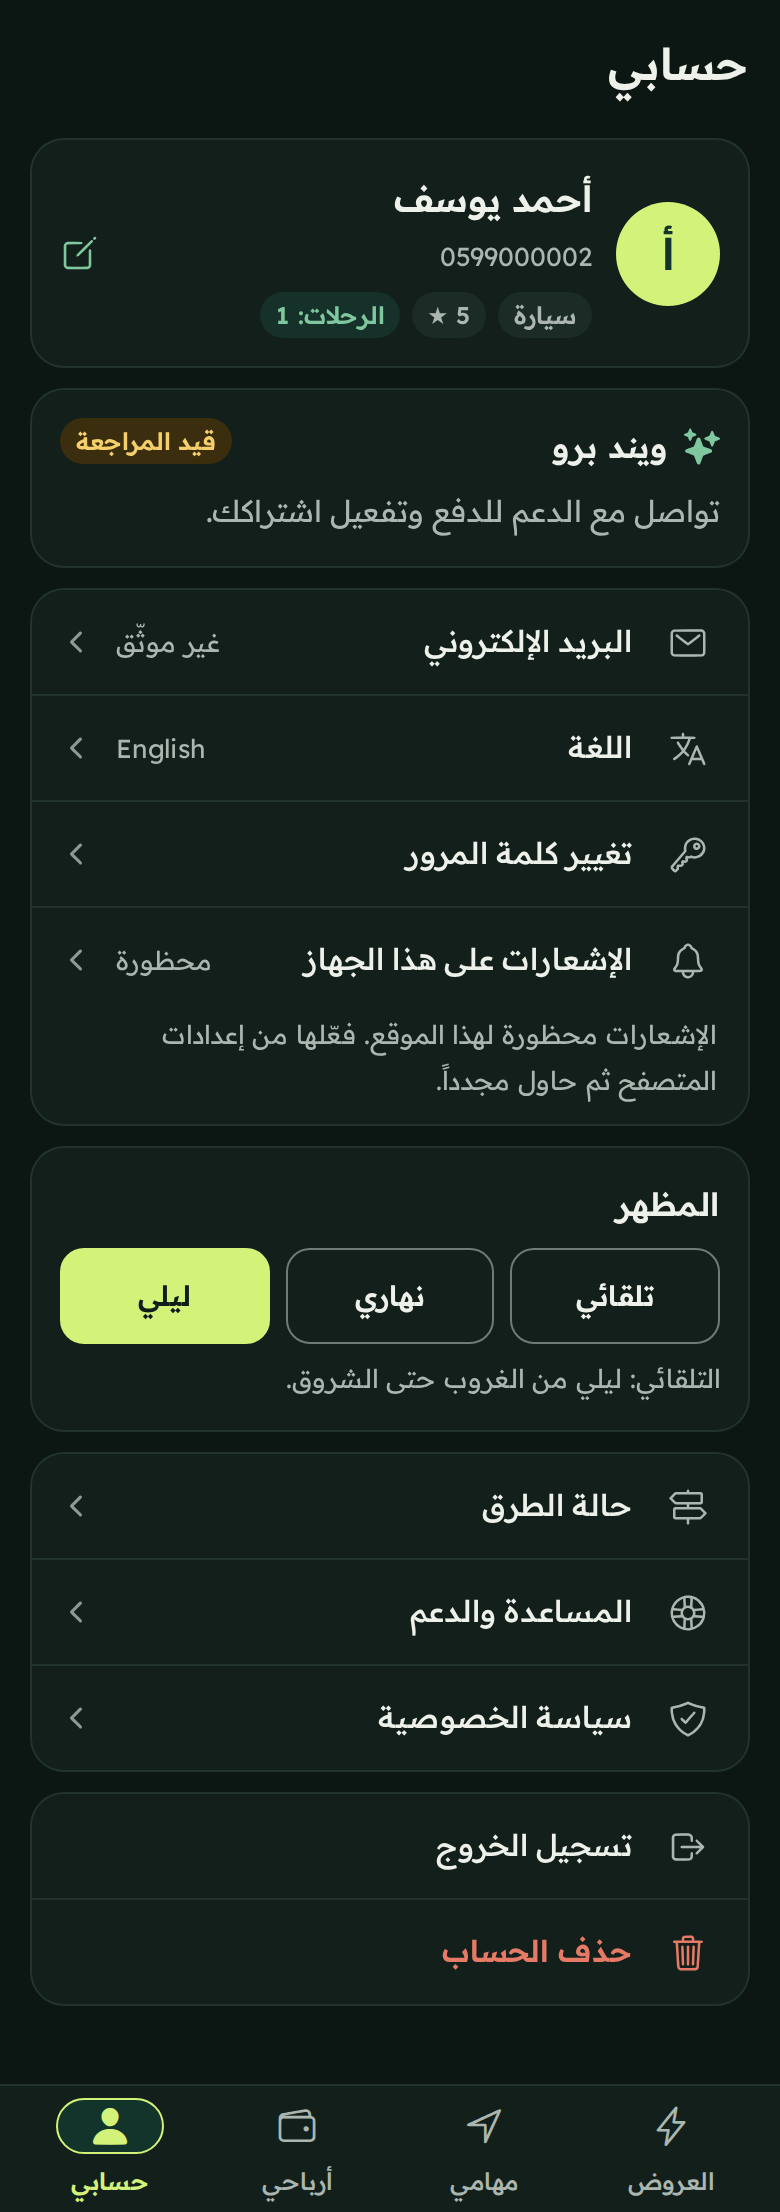 حسابي
أ
أحمد يوسف
0599000002
سيارة
5 ★
الرحلات: 1
ويند برو
قيد المراجعة
تواصل مع الدعم للدفع وتفعيل اشتراكك.
البريد الإلكتروني
غير موثّق
اللغة
English
تغيير كلمة المرور
الإشعارات على هذا الجهاز
محظورة
الإشعارات محظورة لهذا الموقع. فعّلها من إعدادات
المتصفح ثم حاول مجدداً.
المظهر
تلقائي
نهاري
ليلي
التلقائي: ليلي من الغروب حتى الشروق.
حالة الطرق
المساعدة والدعم
سياسة الخصوصية
تسجيل الخروج
حذف الحساب
العروض
مهامي
أرباحي
حسابي